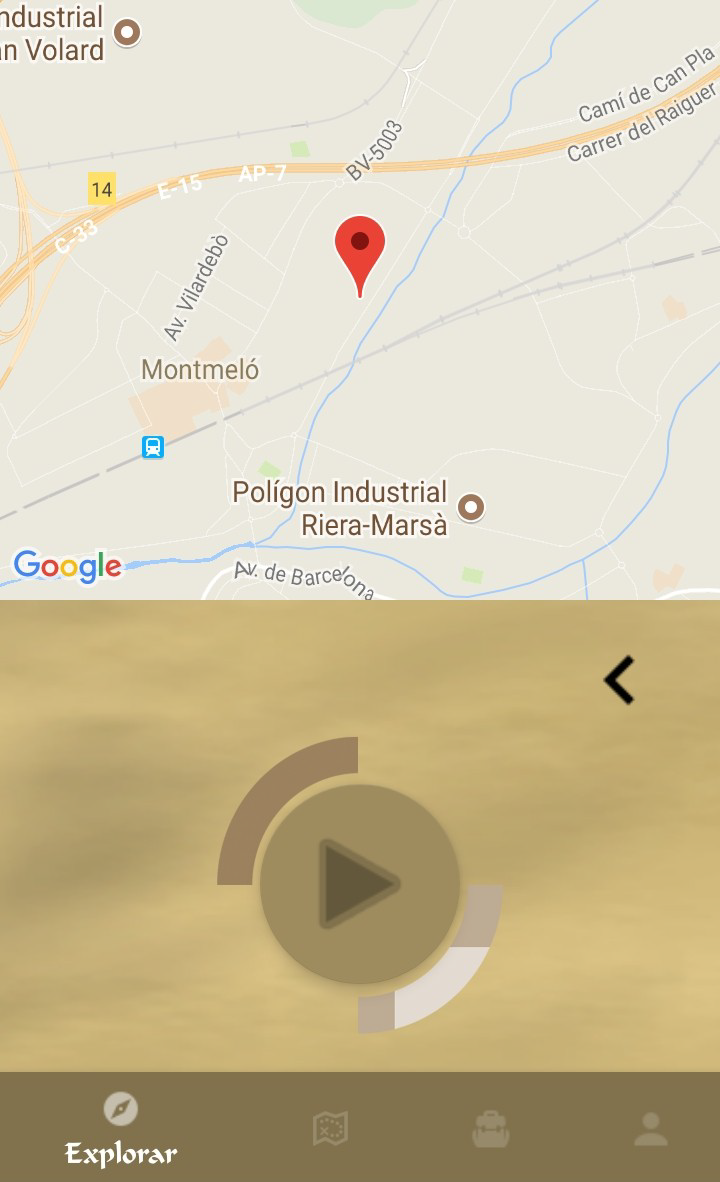 ndustrial
n Volard
Camí de Can Pla
Carrer del Raiguer
BV-5003
14
E-15
AP-7
C-33
Av. Vilardebò
Montmeló
Polígon Industrial
Riera-Marsà
Google
Av. de Barcelona
Explorar